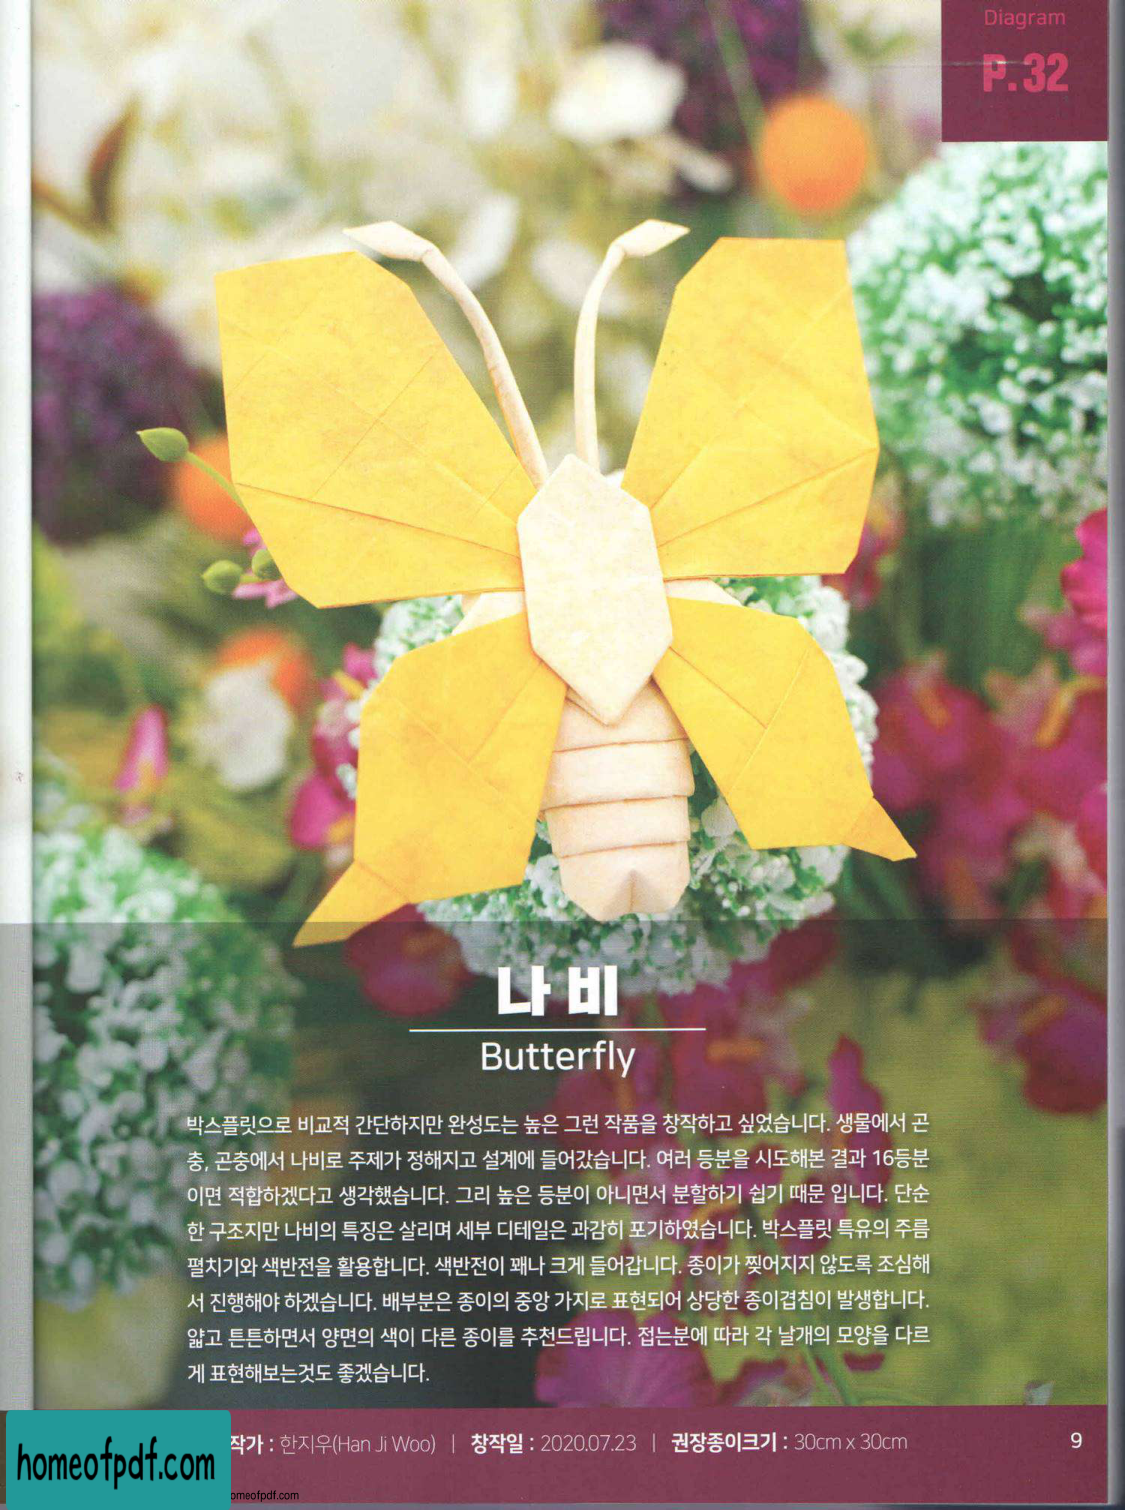 Diagram
P.32
나비
Butterfly
박스플릿으로 비교적 간단하지만 완성도는 높은 그런 작품을 창작하고 싶었습니다. 생물에서 곤
충, 곤충에서 나비로 주제가 정해지고 설계에 들어갔습니다. 여러 등분을 시도해본 결과 16등분
이면 적합하겠다고 생각했습니다. 그리 높은 등분이 아니면서 분할하기 쉽기 때문 입니다. 단순
한 구조지만 나비의 특징은 살리며 세부 디테일은 과감히 포기하였습니다. 박스플릿 특유의 주름
펼치기와 색반전을 활용합니다. 색반전이 꽤나 크게 들어갑니다. 종이가 찢어지지 않도록 조심해
서 진행해야 하겠습니다. 배부분은 종이의 중앙 가지로 표현되어 상당한 종이겹침이 발생합니다.
얇고 튼튼하면서 양면의 색이 다른 종이를 추천드립니다. 접는분에 따라 각 날개의 모양을 다르
게 표현해보는것도 좋겠습니다.
작가 : 한지우(Han Ji Woo) | 창작일 : 2020.07.23 | 권장종이크기 : 30cm x 30cm
9
homeofpdf.com
omeofpdf.com